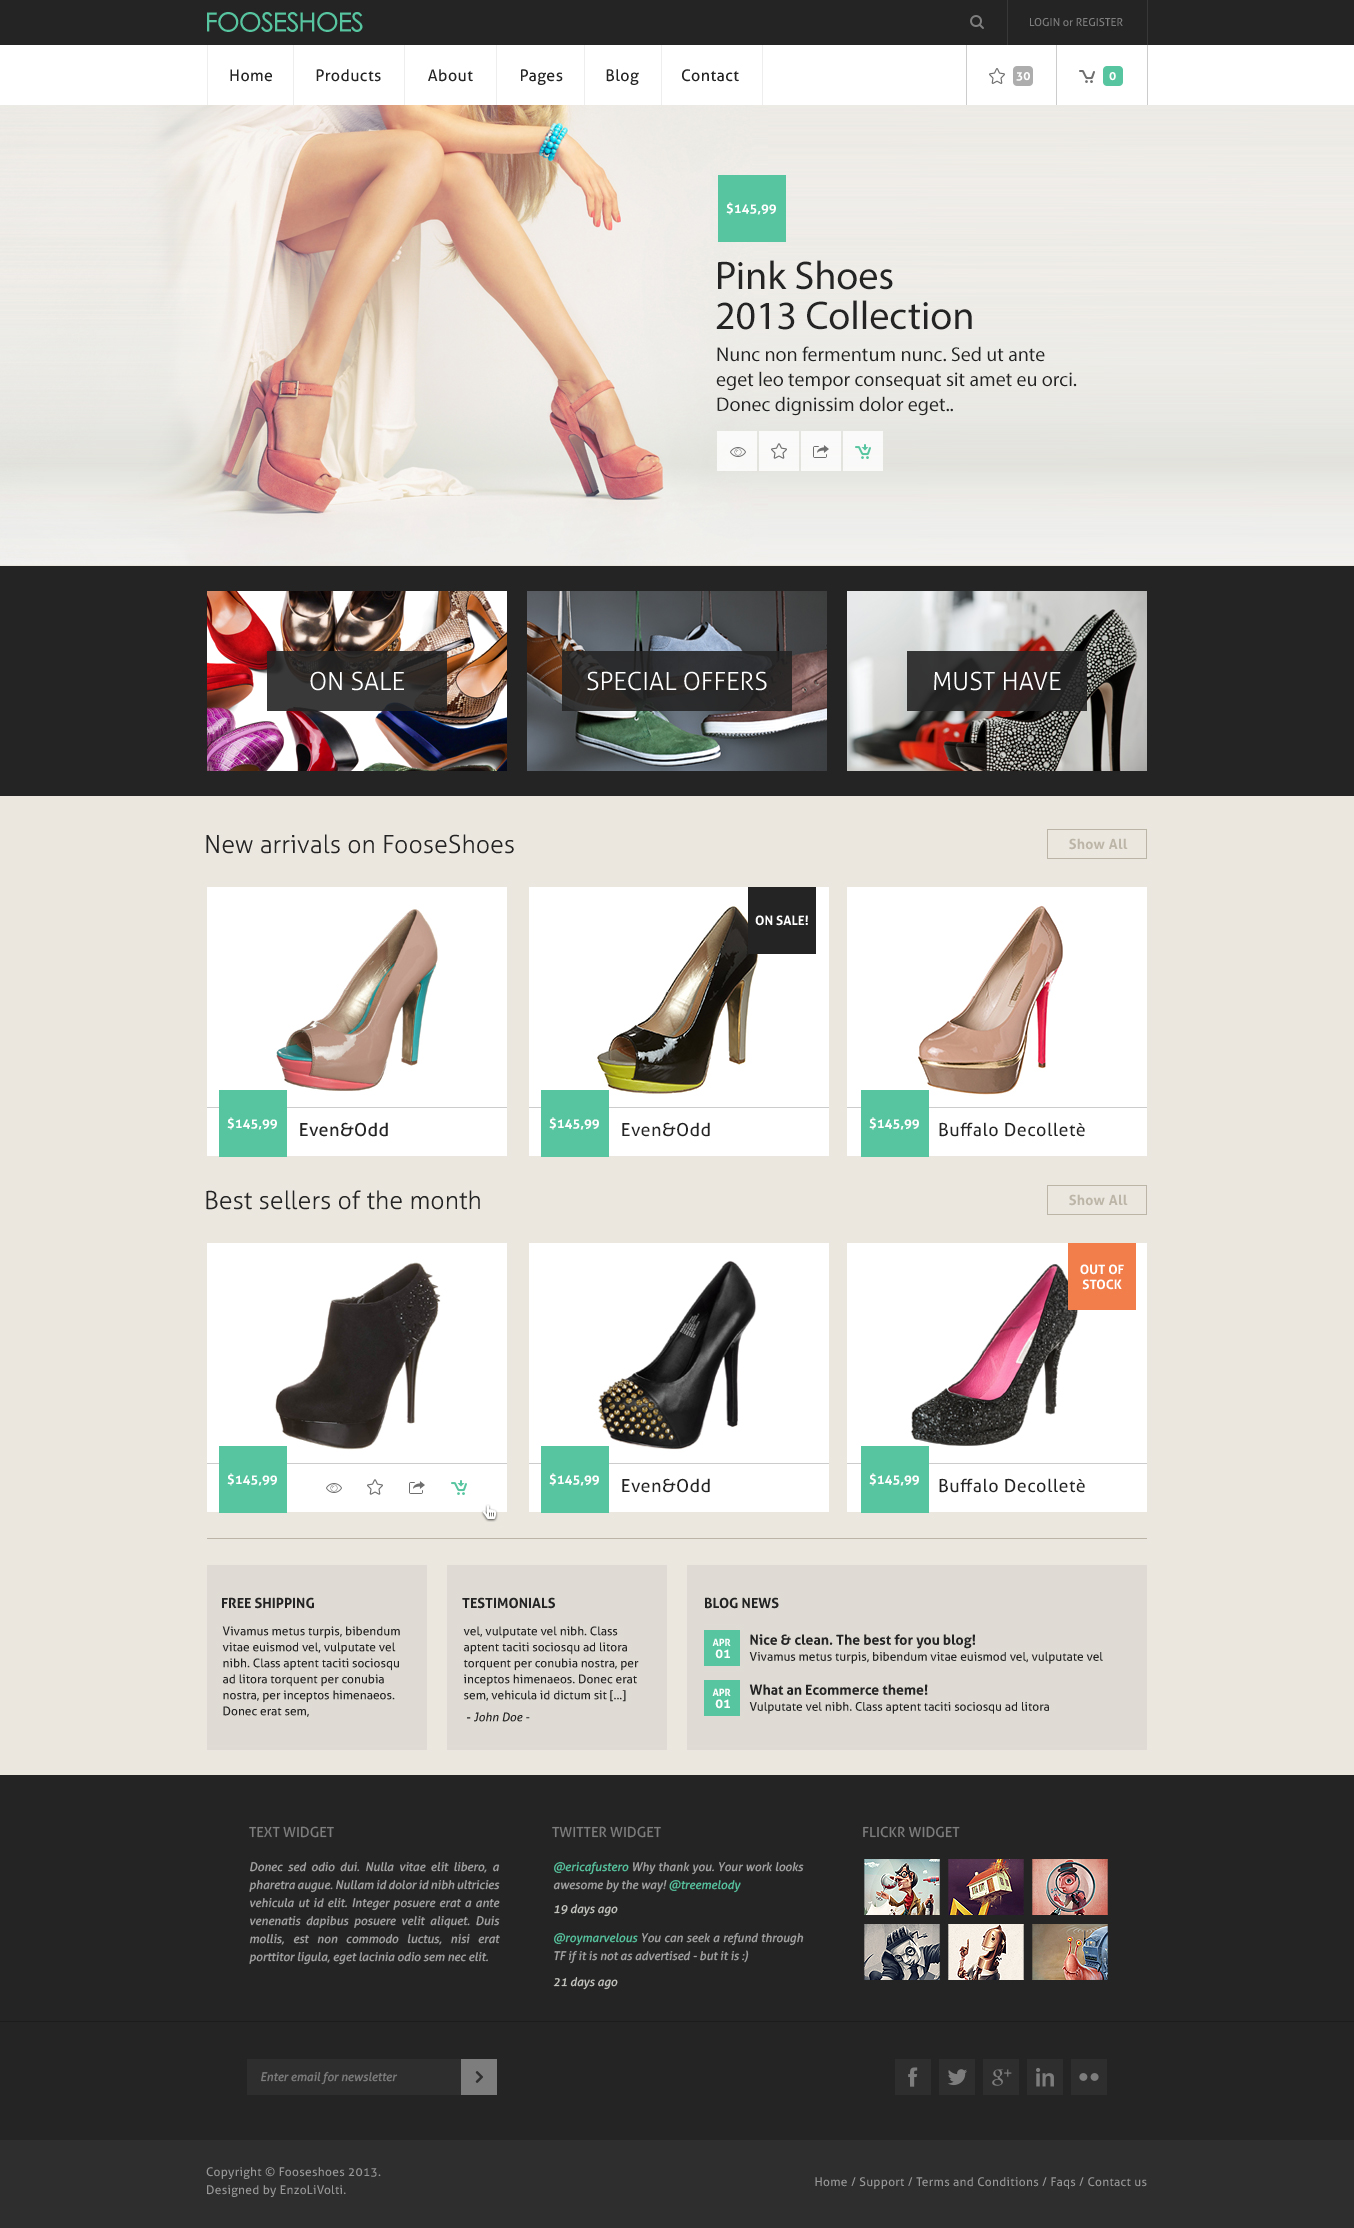 FOOSESHOES
LOGIN or REGISTER
Home
Products
About
Pages
Blog
Contact
30
0
$145,99
Pink Shoes
2013 Collection
Nunc non fermentum nunc. Sed ut ante
eget leo tempor consequat sit amet eu orci.
Donec dignissim dolor eget..
ON SALE
SPECIAL OFFERS
MUST HAVE
New arrivals on FooseShoes
Show All
ON SALE!
$145,99
Even&Odd
$145,99
Even&Odd
$145,99
Buffalo Decolletè
Best sellers of the month
Show All
OUT OF
STOCK
$145,99
$145,99
Even&Odd
$145,99
Buffalo Decolletè
FREE SHIPPING
Vivamus metus turpis, bibendum
vitae euismod vel, vulputate vel
nibh. Class aptent taciti sociosqu
ad litora torquent per conubia
nostra, per inceptos himenaeos.
Donec erat sem,
TESTIMONIALS
vel, vulputate vel nibh. Class
aptent taciti sociosqu ad litora
torquent per conubia nostra, per
inceptos himenaeos. Donec erat
sem, vehicula id dictum sit [...]
- John Doe -
BLOG NEWS
APR
01
Nice & clean. The best for you blog!
Vivamus metus turpis, bibendum vitae euismod vel, vulputate vel
APR
01
What an Ecommerce theme!
Vulputate vel nibh. Class aptent taciti sociosqu ad litora
TEXT WIDGET
Donec sed odio dui. Nulla vitae elit libero, a
pharetra augue. Nullam id dolor id nibh ultricies
vehicula ut id elit. Integer posuere erat a ante
venenatis dapibus posuere velit aliquet. Duis
mollis, est non commodo luctus, nisi erat
porttitor ligula, eget lacinia odio sem nec elit.
TWITTER WIDGET
@ericafustero Why thank you. Your work looks
awesome by the way! @treemelody
19 days ago
@roymarvelous You can seek a refund through
TF if it is not as advertised - but it is :)
21 days ago
FLICKR WIDGET
Enter email for newsletter
f
g+
in
Copyright © Fooseshoes 2013.
Designed by EnzoLiVolti.
Home / Support / Terms and Conditions / Faqs / Contact us